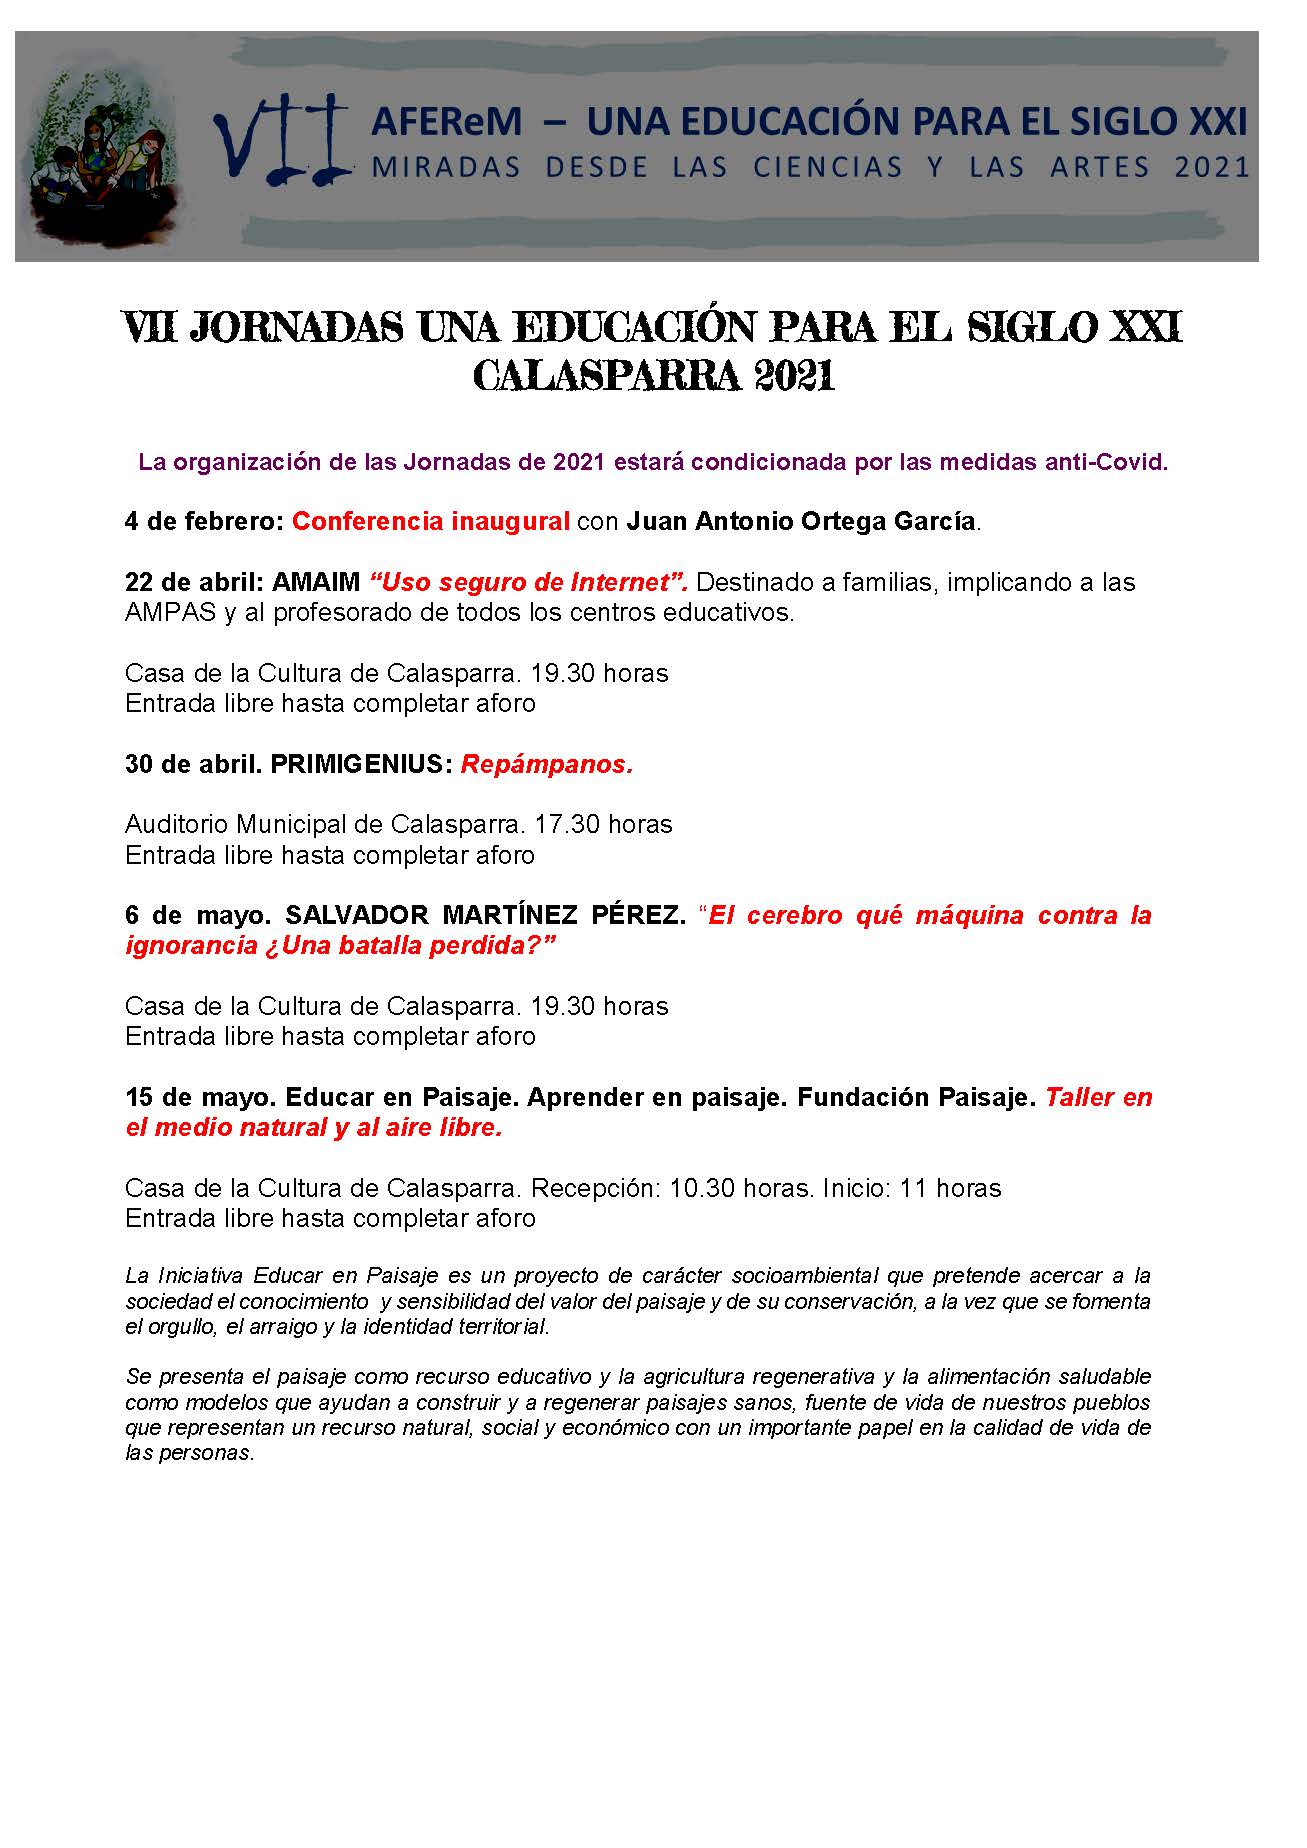 VII AFEReM – UNA EDUCACIÓN PARA EL SIGLO XXI
MIRADAS DESDE LAS CIENCIAS Y LAS ARTES 2021
VII JORNADAS UNA EDUCACIÓN PARA EL SIGLO XXI
CALASPARRA 2021
La organización de las Jornadas de 2021 estará condicionada por las medidas anti-Covid.
4 de febrero: Conferencia inaugural con Juan Antonio Ortega García.
22 de abril: AMAIM “Uso seguro de Internet”. Destinado a familias, implicando a las
AMPAS y al profesorado de todos los centros educativos.
Casa de la Cultura de Calasparra. 19.30 horas
Entrada libre hasta completar aforo
30 de abril. PRIMIGENIUS: Repámpanos.
Auditorio Municipal de Calasparra. 17.30 horas
Entrada libre hasta completar aforo
6 de mayo. SALVADOR MARTÍNEZ PÉREZ. “El cerebro qué máquina contra la
ignorancia ¿Una batalla perdida?”
Casa de la Cultura de Calasparra. 19.30 horas
Entrada libre hasta completar aforo
15 de mayo. Educar en Paisaje. Aprender en paisaje. Fundación Paisaje. Taller en
el medio natural y al aire libre.
Casa de la Cultura de Calasparra. Recepción: 10.30 horas. Inicio: 11 horas
Entrada libre hasta completar aforo
La Iniciativa Educar en Paisaje es un proyecto de carácter socioambiental que pretende acercar a la
sociedad el conocimiento y sensibilidad del valor del paisaje y de su conservación, a la vez que se fomenta
el orgullo, el arraigo y la identidad territorial.
Se presenta el paisaje como recurso educativo y la agricultura regenerativa y la alimentación saludable
como modelos que ayudan a construir y a regenerar paisajes sanos, fuente de vida de nuestros pueblos
que representan un recurso natural, social y económico con un importante papel en la calidad de vida de
las personas.